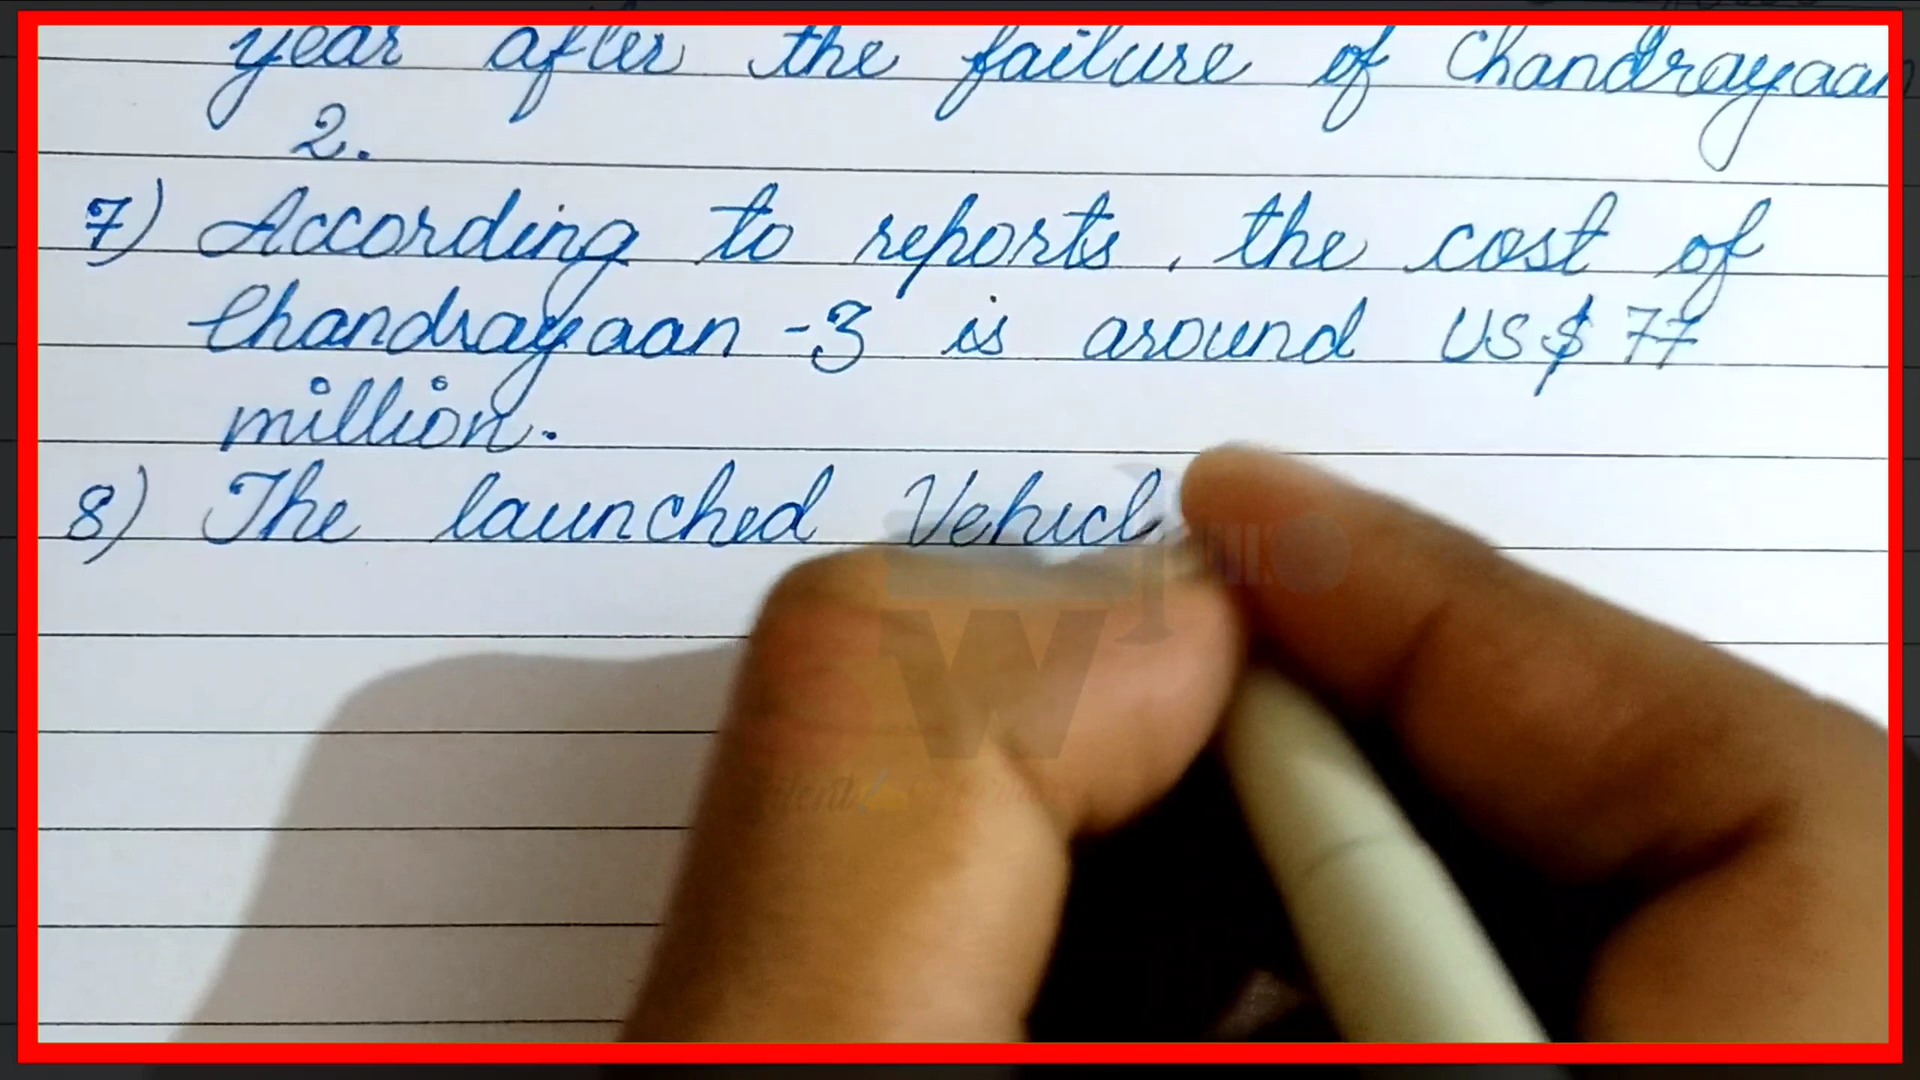 year after the failure of Chandrayaan
2.
7) According to reports, the cost of
Chandrayaan -3 is around US$ 77
million.
8) The launched Vehicl
W